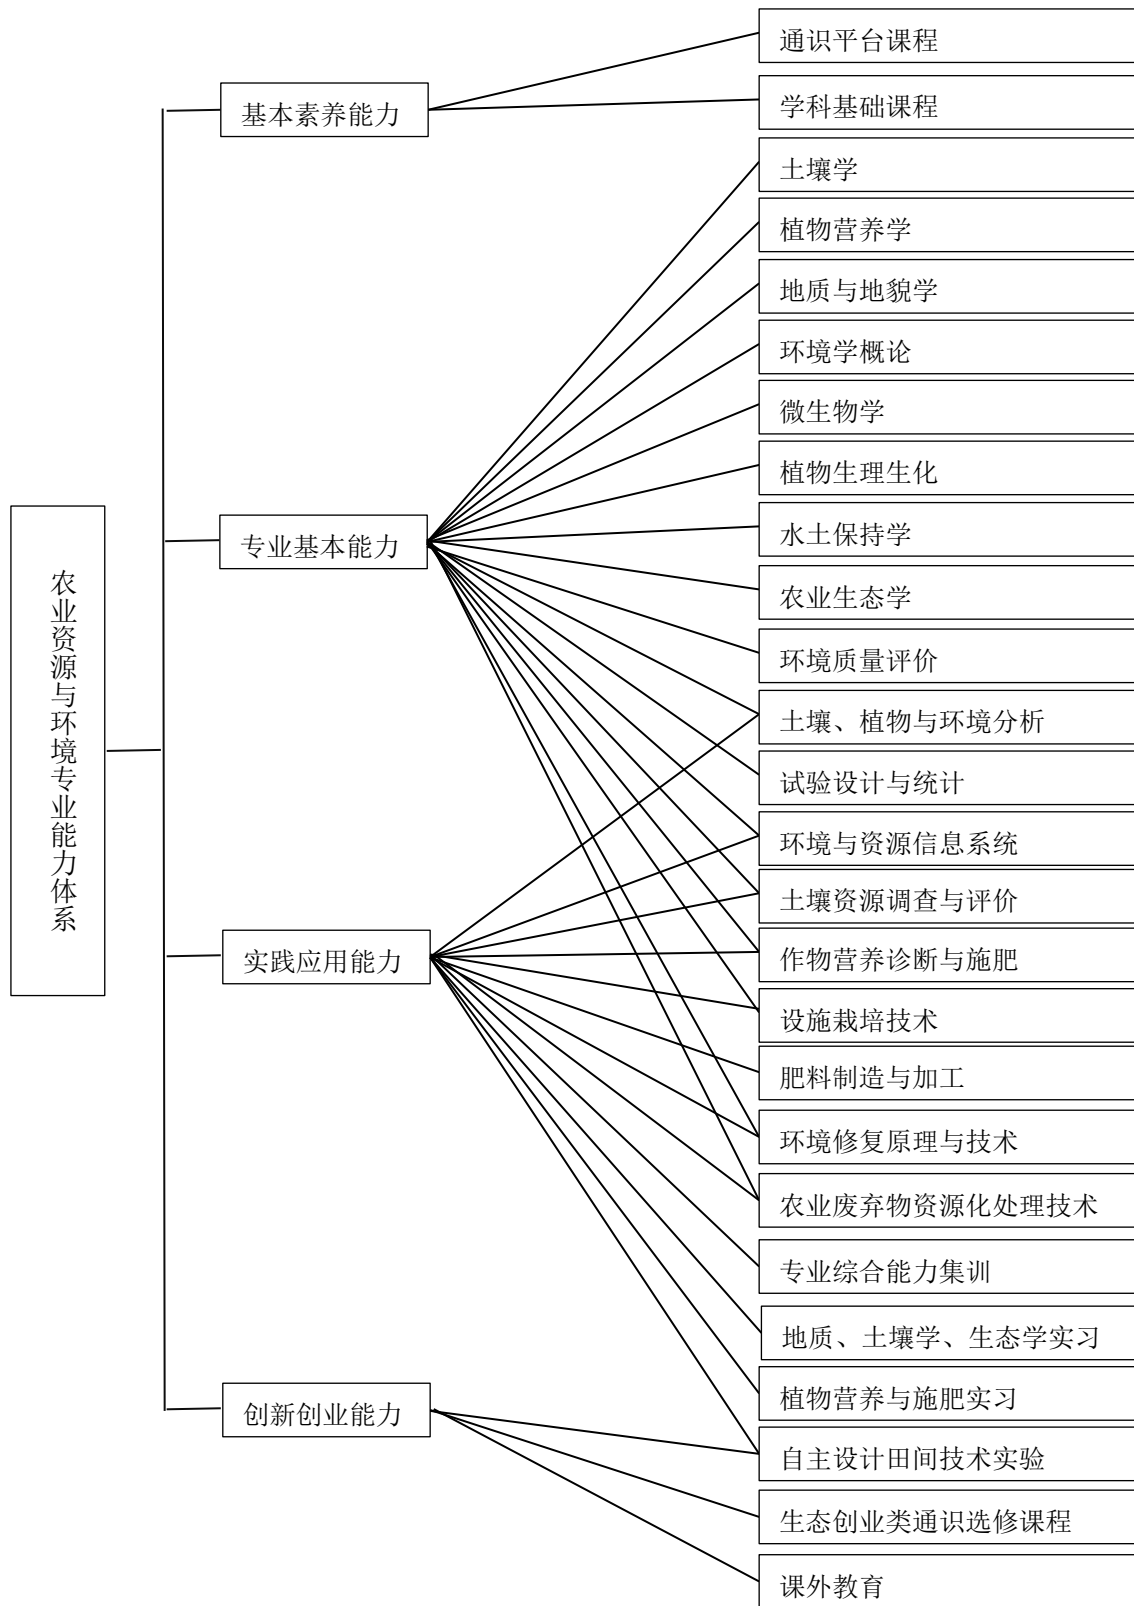 农业资源与环境专业能力体系
基本素养能力
专业基本能力
实践应用能力
创新创业能力
通识平台课程
学科基础课程
土壤学
植物营养学
地质与地貌学
环境学概论
微生物学
植物生理生化
水土保持学
农业生态学
环境质量评价
土壤、植物与环境分析
试验设计与统计
环境与资源信息系统
土壤资源调查与评价
作物营养诊断与施肥
设施栽培技术
肥料制造与加工
环境修复原理与技术
农业废弃物资源化处理技术
专业综合能力集训
地质、土壤学、生态学实习
植物营养与施肥实习
自主设计田间技术实验
生态创业类通识选修课程
课外教育